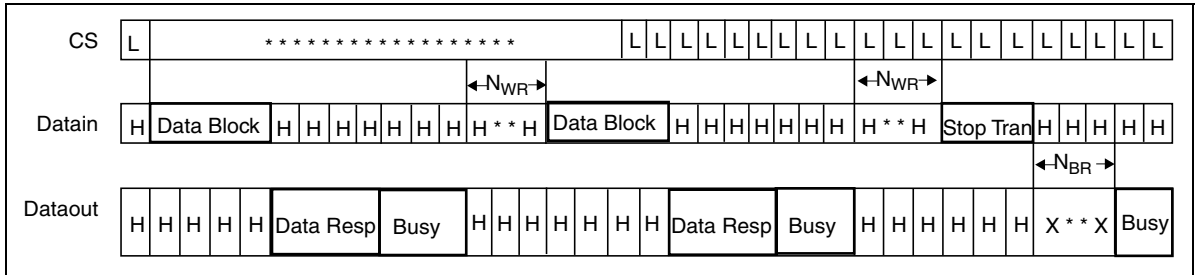 CS L * * * * * * * * * * * * * * * * * * L L L L L L L L L L L L L L L L L L L L
NWR NWR
Datain H Data Block H H H H H H H H * * H Data Block H H H H H H H H * * H Stop Tran H H H H H
NBR
Dataout H H H H H Data Resp Busy H H H H H H H Data Resp Busy H H H H H H X * * X Busy